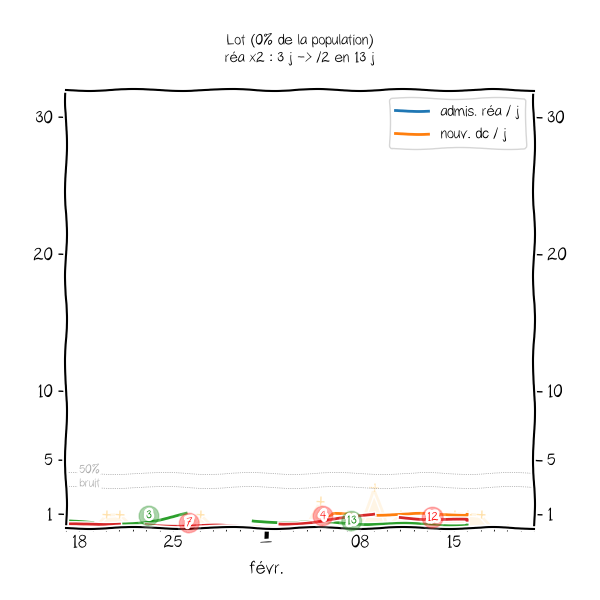 Lot (0% de la population)
réa x2 : 3 j -> /2 en 13 j
admis. réa / j
nouv. dc / j
30 30
20 20
10 10
5 5
50%
bruit
1 1
3 7 4 13 12
18 25 08 15
févr.